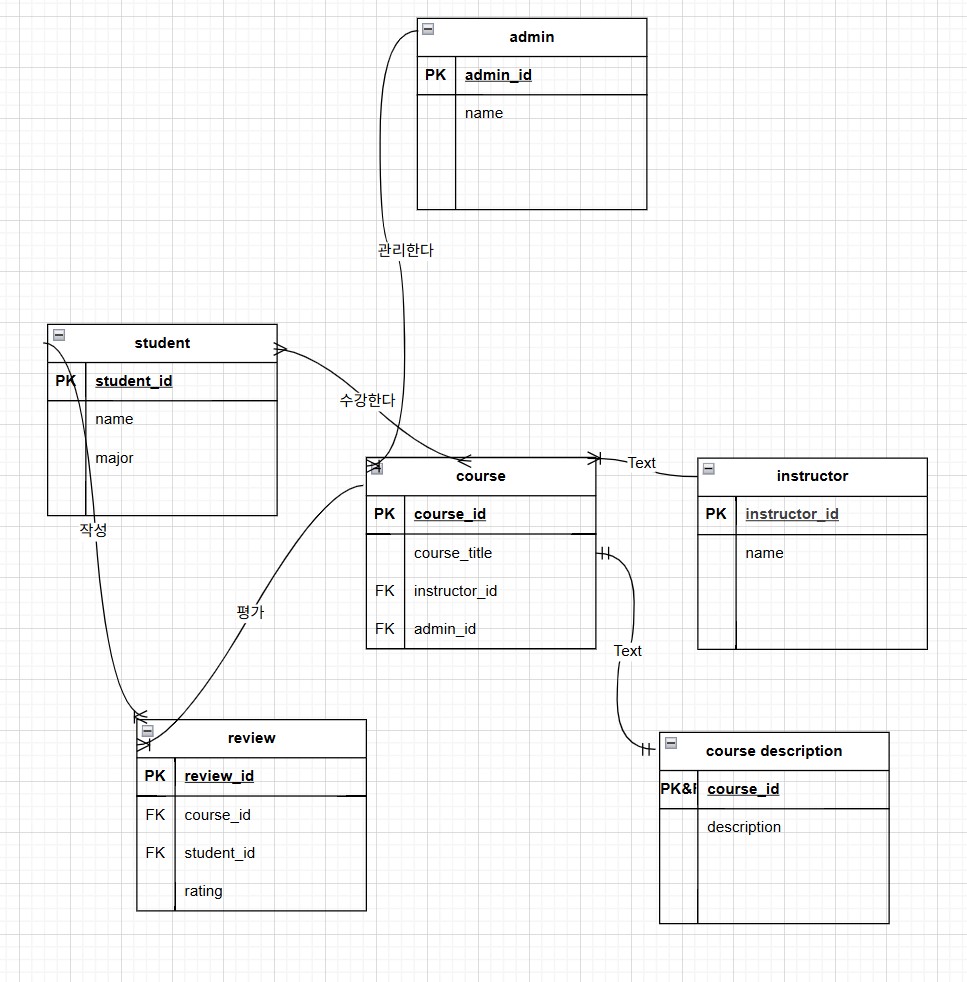 admin
PK admin_id
name
관리한다
student
PK student_id
name
major
수강한다
작성
course
PK course_id
course_title
FK instructor_id
FK admin_id
Text
instructor
PK instructor_id
name
평가
Text
review
PK review_id
FK course_id
FK student_id
rating
course description
PK&F course_id
description